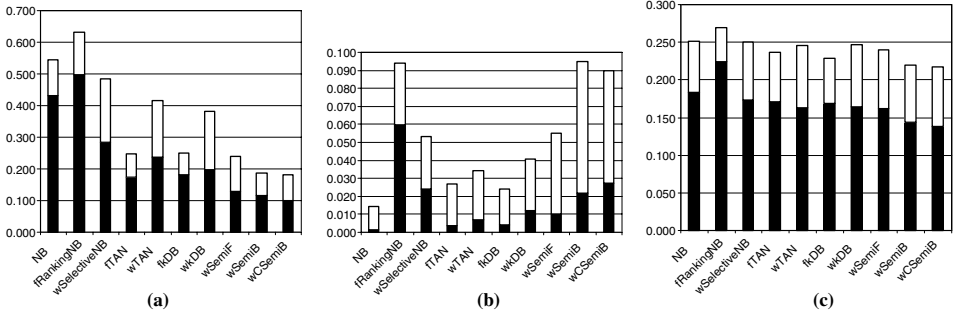 0.700
0.600
0.500
0.400
0.300
0.200
0.100
0.000
NB
fRankingNB
wSelectiveNB
fTAN
wTAN
fkDB
wkDB
wSemiF
wSemiB
wCSemiB
(a)
0.100
0.090
0.080
0.070
0.060
0.050
0.040
0.030
0.020
0.010
0.000
NB
fRankingNB
wSelectiveNB
fTAN
wTAN
fkDB
wkDB
wSemiF
wSemiB
wCSemiB
(b)
0.300
0.250
0.200
0.150
0.100
0.050
0.000
NB
fRankingNB
wSelectiveNB
fTAN
wTAN
fkDB
wkDB
wSemiF
wSemiB
wCSemiB
(c)